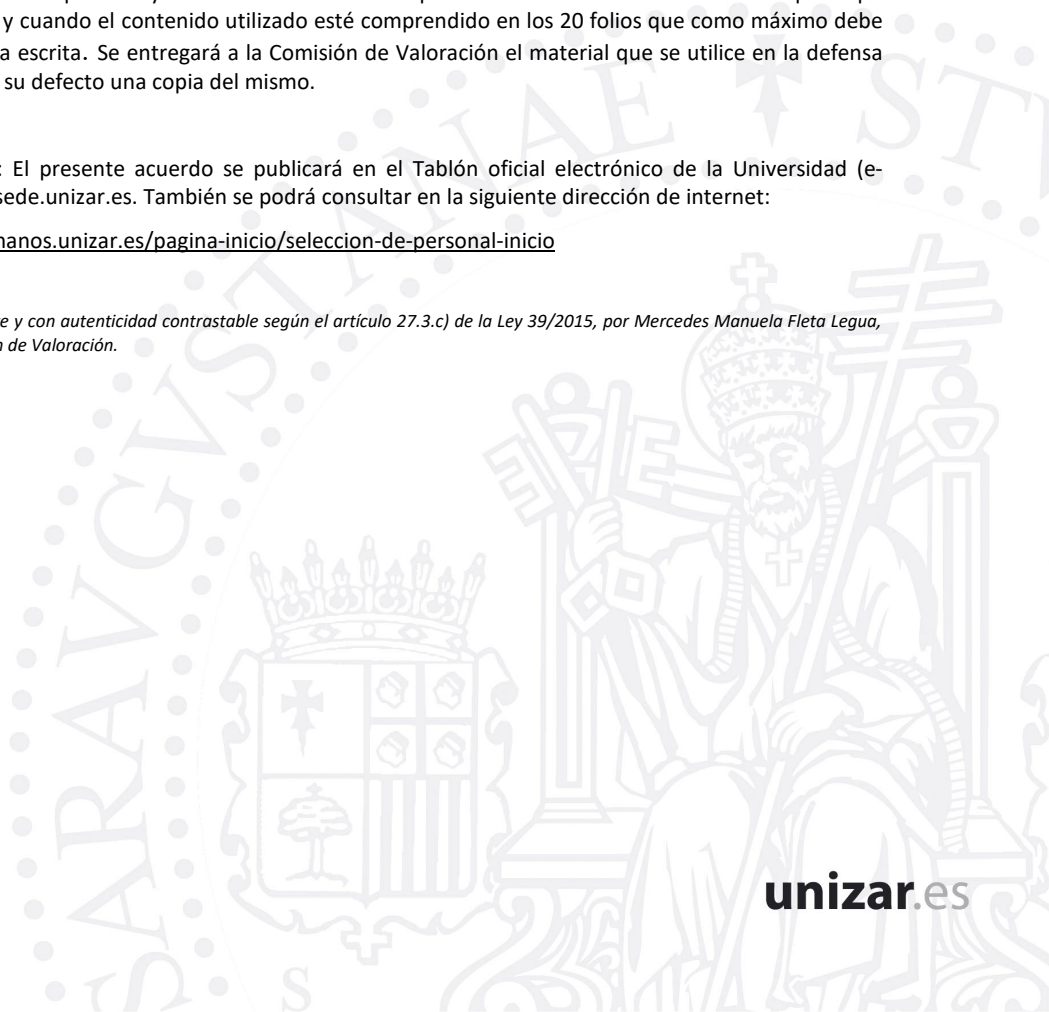 y cuando el contenido utilizado esté comprendido en los 20 folios que como máximo debe
a escrita. Se entregará a la Comisión de Valoración el material que se utilice en la defensa
su defecto una copia del mismo.
: El presente acuerdo se publicará en el Tablón oficial electrónico de la Universidad (e-
sede.unizar.es. También se podrá consultar en la siguiente dirección de internet:
manos.unizar.es/pagina-inicio/seleccion-de-personal-inicio
e y con autenticidad contrastable según el artículo 27.3.c) de la Ley 39/2015, por Mercedes Manuela Fleta Legua,
n de Valoración.
unizar.es